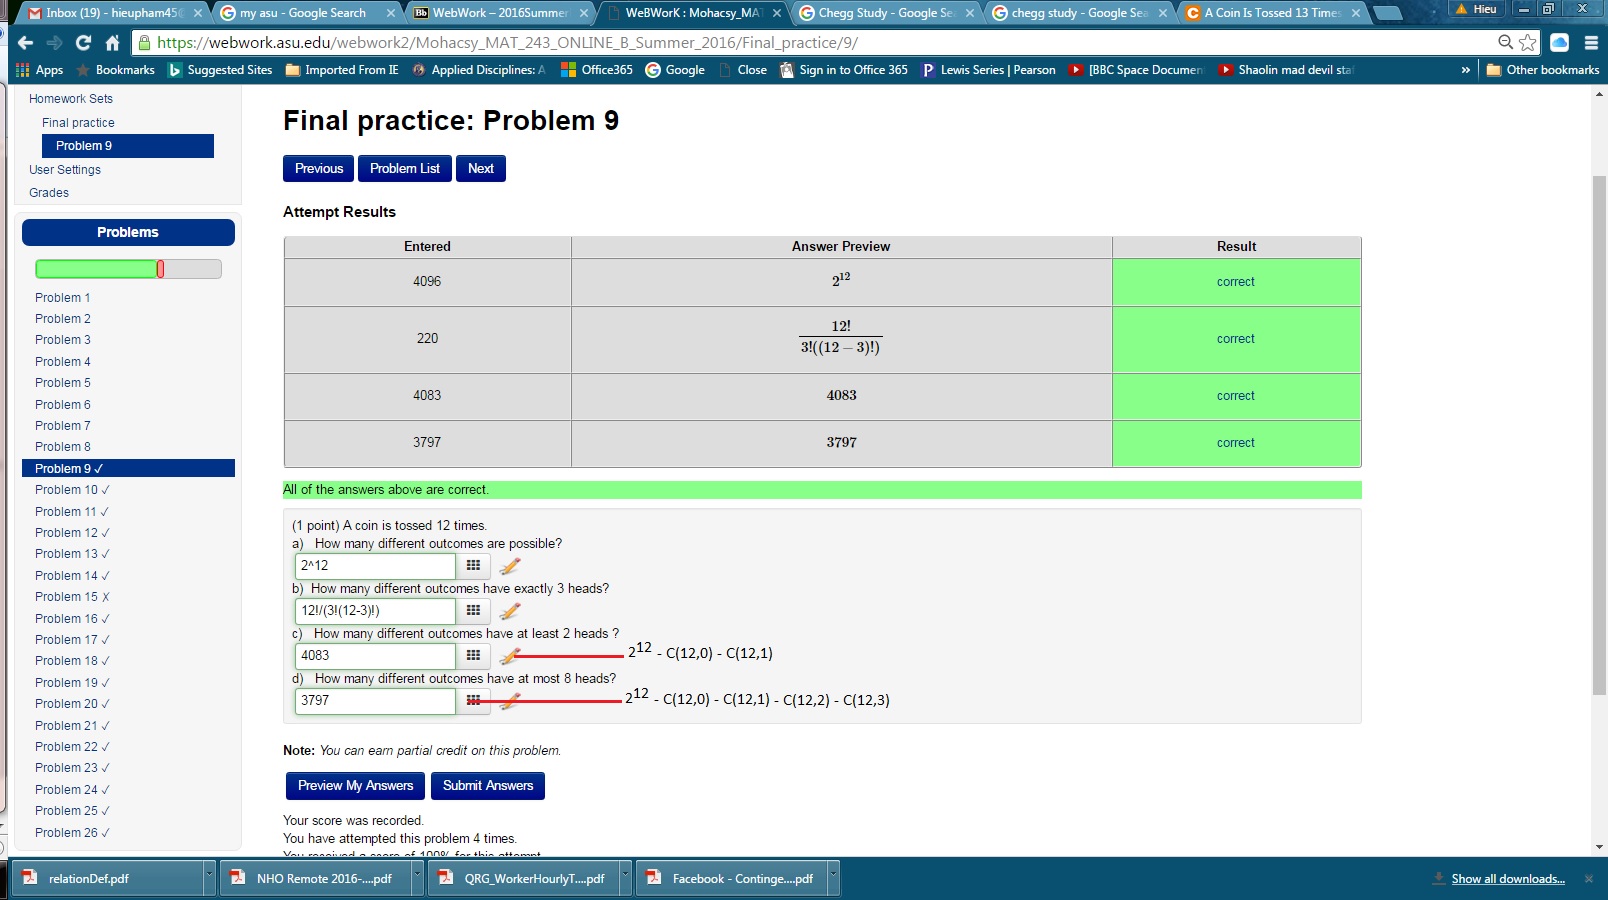 Inbox (19) - hieupham45@
my asu - Google Search
WebWork – 2016Summer
WeBWorK : Mohacsy_MAT
Chegg Study - Google Se
chegg study - Google Sea
A Coin Is Tossed 13 Times
Hieu
https://webwork.asu.edu/webwork2/Mohacsy_MAT_243_ONLINE_B_Summer_2016/Final_practice/9/
Apps Bookmarks Suggested Sites Imported From IE Applied Disciplines: A Office365 Google Close Sign in to Office 365 Lewis Series | Pearson [BBC Space Documen Shaolin mad devil sta » Other bookmarks
Homework Sets
Final practice
Problem 9
User Settings
Grades
Problems
Problem 1
Problem 2
Problem 3
Problem 4
Problem 5
Problem 6
Problem 7
Problem 8
Problem 9 ✓
Problem 10 ✓
Problem 11 ✓
Problem 12 ✓
Problem 13 ✓
Problem 14 ✓
Problem 15 ✗
Problem 16 ✓
Problem 17 ✓
Problem 18 ✓
Problem 19 ✓
Problem 20 ✓
Problem 21 ✓
Problem 22 ✓
Problem 23 ✓
Problem 24 ✓
Problem 25 ✓
Problem 26 ✓
Final practice: Problem 9
Previous Problem List Next
Attempt Results
Entered Answer Preview Result
4096 2^12 correct
220 12!/(3!((12 − 3)!)) correct
4083 4083 correct
3797 3797 correct
All of the answers above are correct.
(1 point) A coin is tossed 12 times.
a) How many different outcomes are possible?
2^12
b) How many different outcomes have exactly 3 heads?
12!/(3!(12-3)!)
c) How many different outcomes have at least 2 heads ?
4083 2^12 - C(12,0) - C(12,1)
d) How many different outcomes have at most 8 heads?
3797 2^12 - C(12,0) - C(12,1) - C(12,2) - C(12,3)
Note: You can earn partial credit on this problem.
Preview My Answers Submit Answers
Your score was recorded.
You have attempted this problem 4 times.
You received a score of 100% for this attempt.
relationDef.pdf
NHO Remote 2016-....pdf
QRG_WorkerHourlyT....pdf
Facebook - Continge....pdf
Show all downloads...